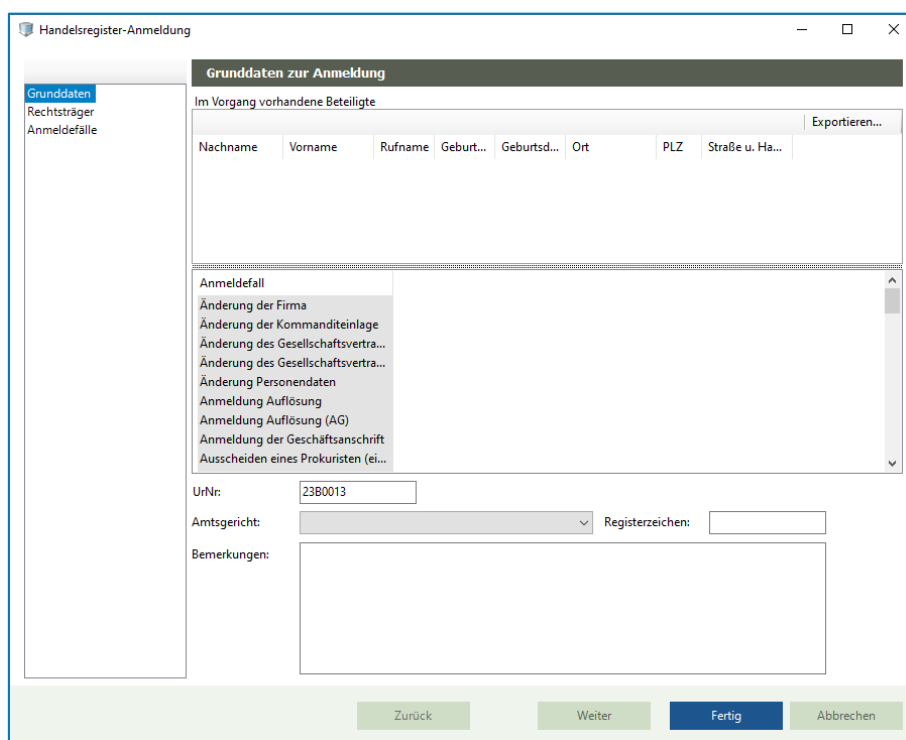 Handelsregister-Anmeldung
Grunddaten
Rechtsträger
Anmeldefälle
Grunddaten zur Anmeldung
Im Vorgang vorhandene Beteiligte
Exportieren...
Nachname Vorname Rufname Geburt... Geburtsd... Ort PLZ Straße u. Ha...
Anmeldefall
Änderung der Firma
Änderung der Kommanditeinlage
Änderung des Gesellschaftsvertra...
Änderung des Gesellschaftsvertra...
Änderung Personendaten
Anmeldung Auflösung
Anmeldung Auflösung (AG)
Anmeldung der Geschäftsanschrift
Ausscheiden eines Prokuristen (ei...
UrNr: 23B0013
Amtsgericht: Registerzeichen:
Bemerkungen:
Zurück Weiter Fertig Abbrechen